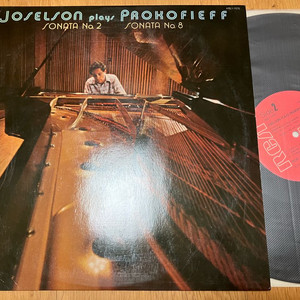 JOSELSON plays PROKOFIEFF
SONATA No 2 SONATA No 8
RCA